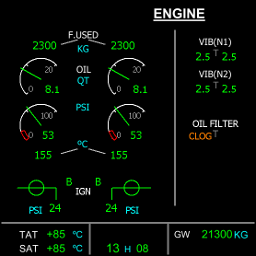 ENGINE
F.USED
2300 KG 2300
VIB(N1)
2.5 T 2.5
20 OIL 20
0 8.1 QT 0 8.1
VIB(N2)
2.5 T 2.5
100 PSI 100
0 53 0 53
OIL FILTER
CLOG T
155 °C 155
B IGN B
24 24
PSI PSI
TAT +85 °C
GW 21300 KG
SAT +85 °C
13 H 08